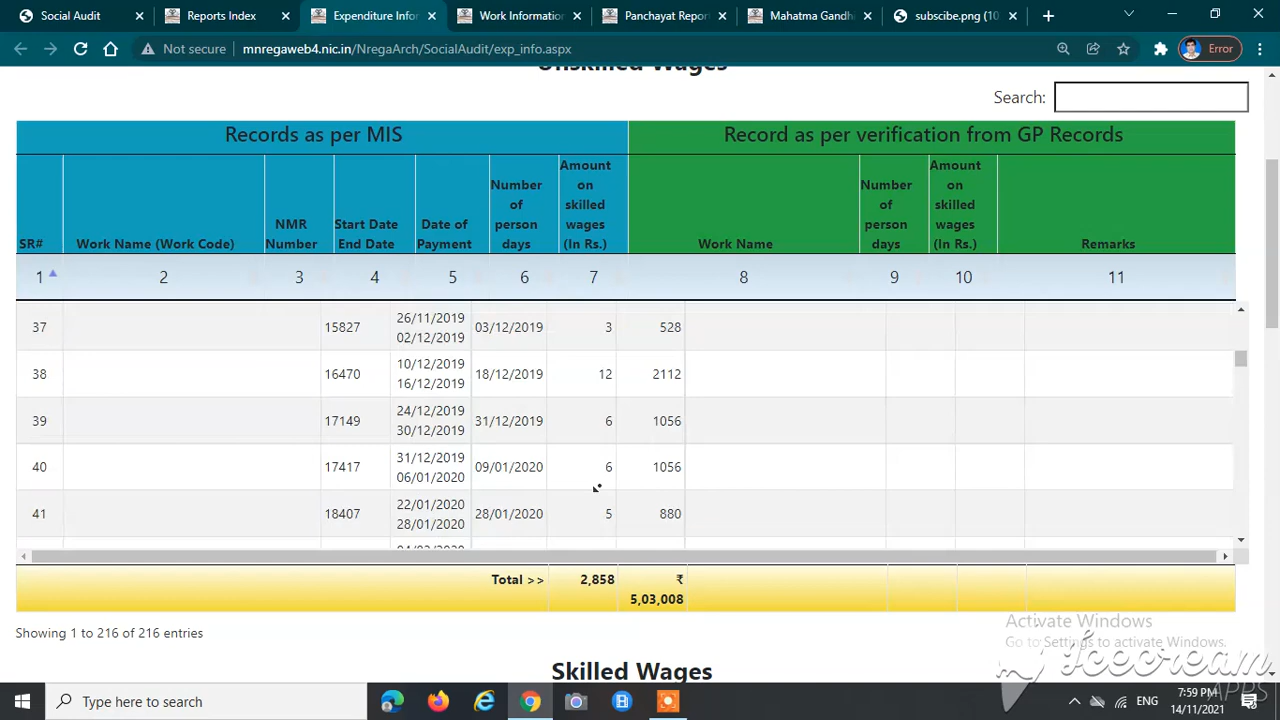 Social Audit
Reports Index
Expenditure Infor
Work Information
Panchayat Report
Mahatma Gandhi
subscibe.png (10
Not secure
mnregaweb4.nic.in/NregaArch/SocialAudit/exp_info.aspx
Error
Unskilled Wages
Search:
Records as per MIS
Record as per verification from GP Records
SR#
Work Name (Work Code)
NMR
Number
Start Date
End Date
Date of
Payment
Number
of
person
days
Amount
on
skilled
wages
(In Rs.)
Work Name
Number
of
person
days
Amount
on
skilled
wages
(In Rs.)
Remarks
1 2 3 4 5 6 7 8 9 10 11
37 15827 26/11/2019 03/12/2019 3 528
02/12/2019
38 16470 10/12/2019 18/12/2019 12 2112
16/12/2019
39 17149 24/12/2019 31/12/2019 6 1056
30/12/2019
40 17417 31/12/2019 09/01/2020 6 1056
06/01/2020
41 18407 22/01/2020 28/01/2020 5 880
28/01/2020
Total >> 2,858 ₹
5,03,008
Showing 1 to 216 of 216 entries
Activate Windows
Go to Settings to activate Windows.
Skilled Wages
Icecream
APPS
Type here to search
ENG
7:59 PM
14/11/2021